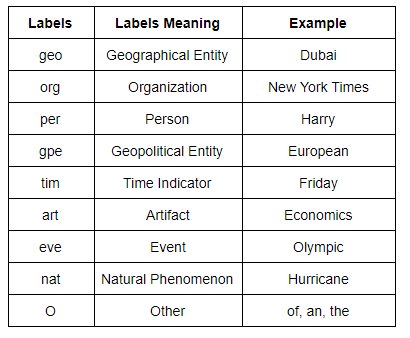 Labels Labels Meaning Example
geo Geographical Entity Dubai
org Organization New York Times
per Person Harry
gpe Geopolitical Entity European
tim Time Indicator Friday
art Artifact Economics
eve Event Olympic
nat Natural Phenomenon Hurricane
O Other of, an, the